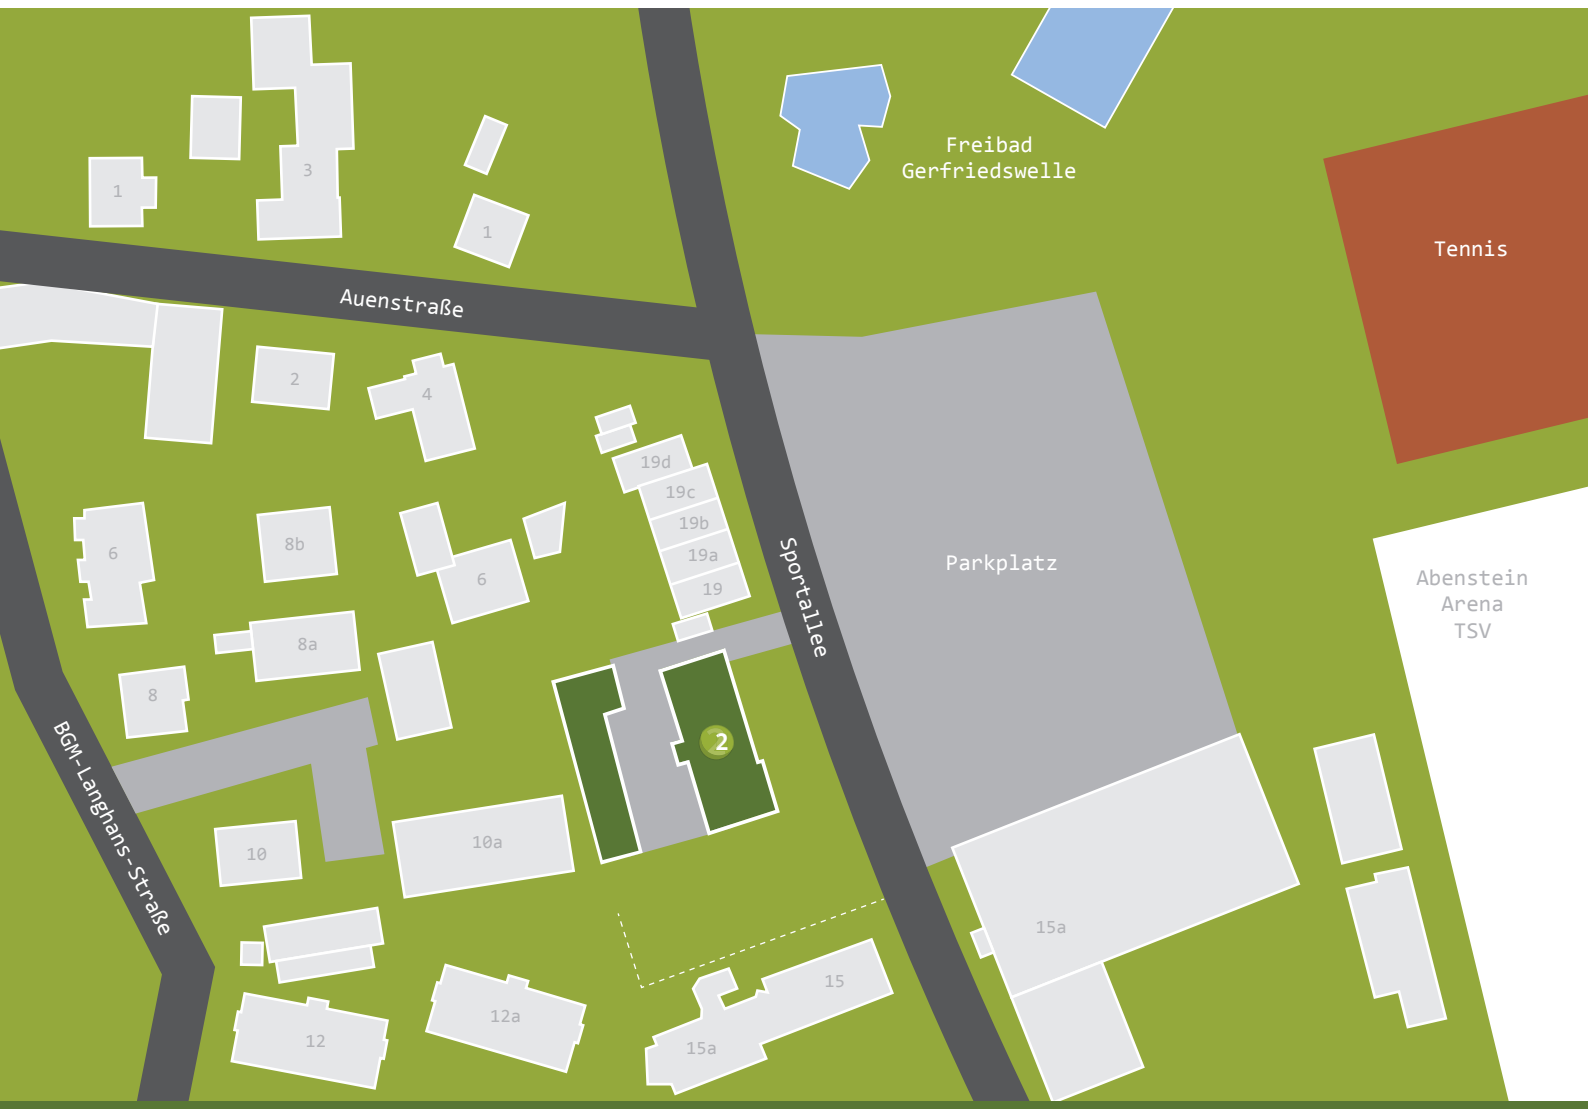 Freibad
Gerfriedswelle
3
1
1
Tennis
Auenstraße
2
4
19d
19c
19b
19a
19
6
8b
6
Sportallee
Parkplatz
Abenstein
Arena
TSV
8a
8
BGM-Langhans-Straße
2
10
10a
15a
15
12a
12
15a